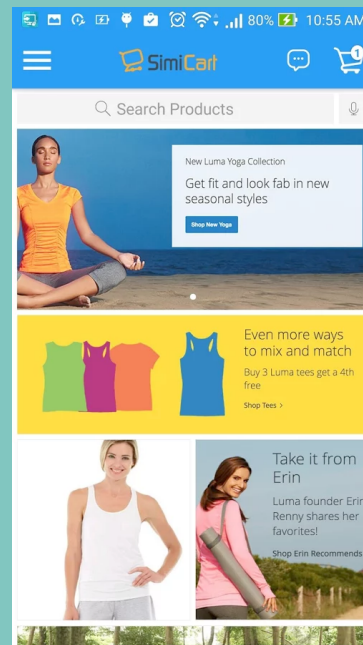 80% 10:55 AM
SimiCart
1
Search Products
New Luma Yoga Collection
Get fit and look fab in new
seasonal styles
Shop New Yoga
Even more ways
to mix and match
Buy 3 Luma tees get a 4th
free
Shop Tees >
Take it from
Erin
Luma founder Erin
Renny shares her
favorites!
Shop Erin Recommends